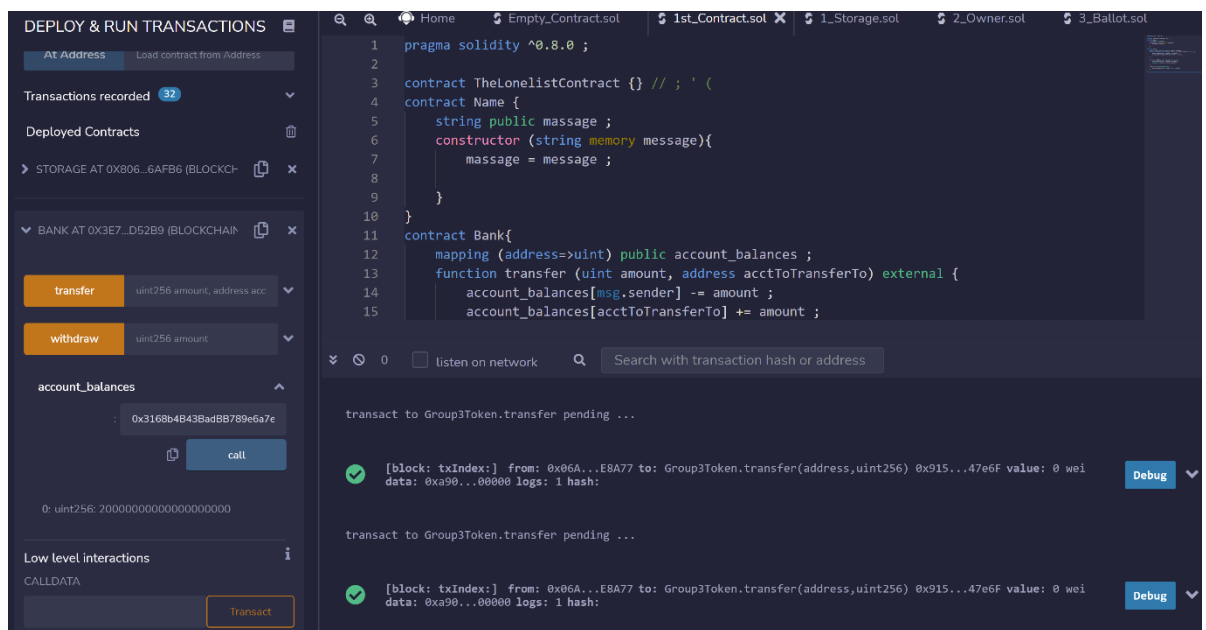 DEPLOY & RUN TRANSACTIONS
At Address Load contract from Address
Transactions recorded 32
Deployed Contracts
STORAGE AT 0X806...6AFB6 (BLOCKCH
BANK AT 0X3E7...D52B9 (BLOCKCHAIN
transfer uint256 amount, address acc
withdraw uint256 amount
account_balances
: 0x3168b4B43BadBB789e6a7e
call
0: uint256: 20000000000000000000
Low level interactions i
CALLDATA
Transact
Home Empty_Contract.sol 1st_Contract.sol 1_Storage.sol 2_Owner.sol 3_Ballot.sol
1 pragma solidity ^0.8.0 ;
2
3 contract TheLonelistContract {} // ; ' (
4 contract Name {
5 string public massage ;
6 constructor (string memory message){
7 massage = message ;
8
9 }
10 }
11 contract Bank{
12 mapping (address=>uint) public account_balances ;
13 function transfer (uint amount, address acctToTransferTo) external {
14 account_balances[msg.sender] -= amount ;
15 account_balances[acctToTransferTo] += amount ;
0 listen on network Search with transaction hash or address
transact to Group3Token.transfer pending ...
[block: txIndex:] from: 0x06A...E8A77 to: Group3Token.transfer(address,uint256) 0x915...47e6F value: 0 wei
data: 0xa90...00000 logs: 1 hash:
Debug
transact to Group3Token.transfer pending ...
[block: txIndex:] from: 0x06A...E8A77 to: Group3Token.transfer(address,uint256) 0x915...47e6F value: 0 wei
data: 0xa90...00000 logs: 1 hash:
Debug